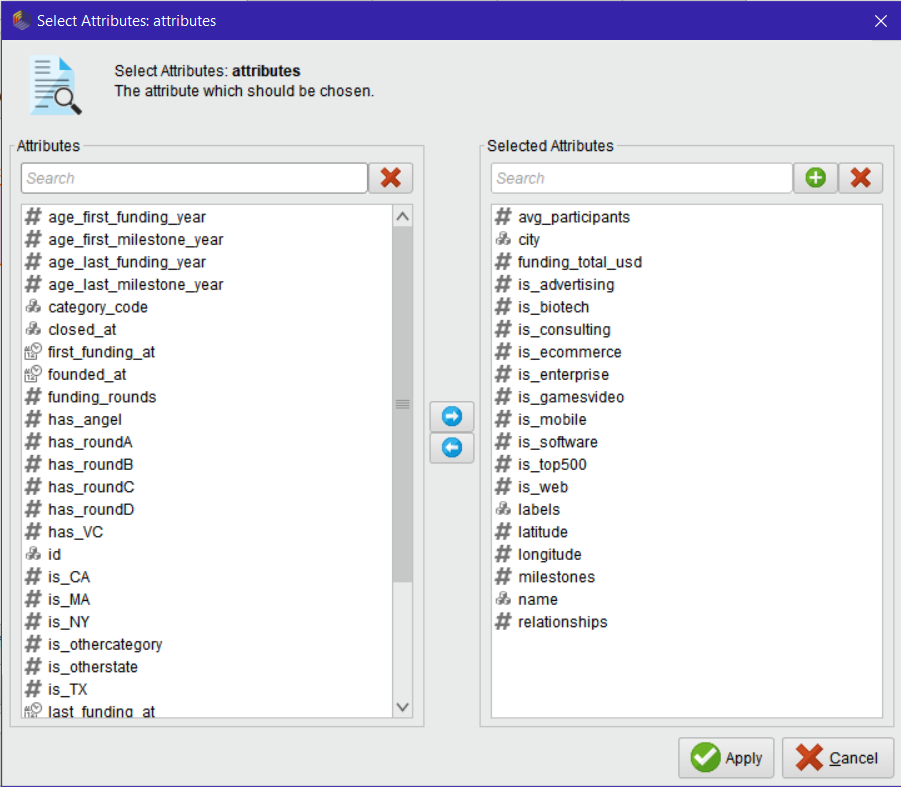 Select Attributes: attributes
Select Attributes: attributes
The attribute which should be chosen.
Attributes
Search
age_first_funding_year
age_first_milestone_year
age_last_funding_year
age_last_milestone_year
category_code
closed_at
first_funding_at
founded_at
funding_rounds
has_angel
has_roundA
has_roundB
has_roundC
has_roundD
has_VC
id
is_CA
is_MA
is_NY
is_othercategory
is_otherstate
is_TX
last_funding_at
Selected Attributes
Search
avg_participants
city
funding_total_usd
is_advertising
is_biotech
is_consulting
is_ecommerce
is_enterprise
is_gamesvideo
is_mobile
is_software
is_top500
is_web
labels
latitude
longitude
milestones
name
relationships
Apply
Cancel